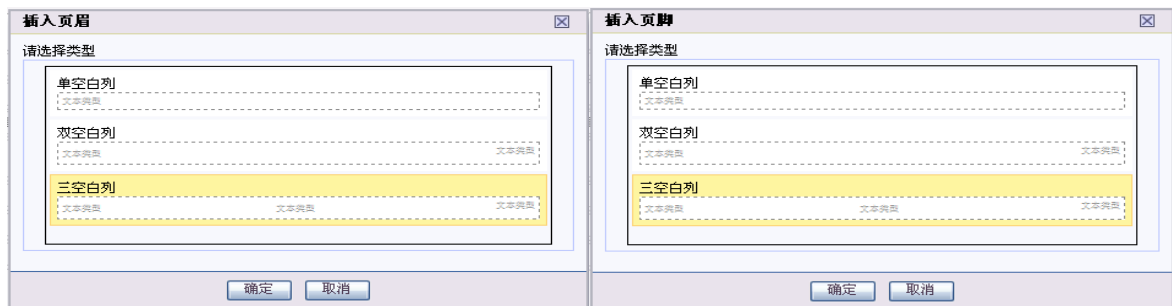 插入页眉
请选择类型
单空白列
文本类型
双空白列
文本类型 文本类型
三空白列
文本类型 文本类型 文本类型
确定 取消
插入页脚
请选择类型
单空白列
文本类型
双空白列
文本类型 文本类型
三空白列
文本类型 文本类型 文本类型
确定 取消